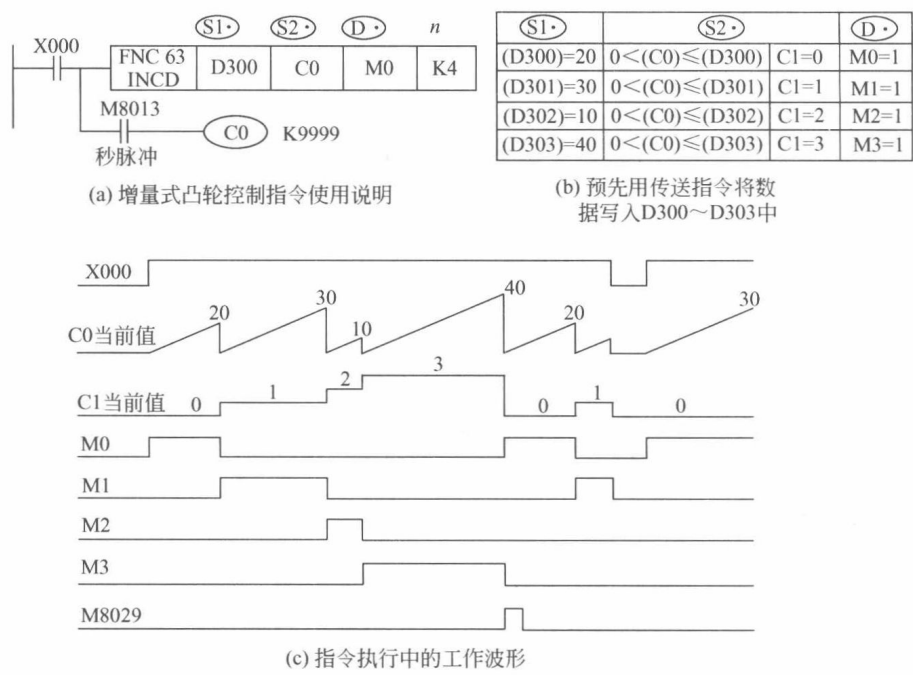 S1· S2· D· n
X000
FNC 63 INCD D300 C0 M0 K4
M8013
C0 K9999
秒脉冲
(a) 增量式凸轮控制指令使用说明
S1· S2· D·
(D300)=20 0<(C0)≤(D300) C1=0 M0=1
(D301)=30 0<(C0)≤(D301) C1=1 M1=1
(D302)=10 0<(C0)≤(D302) C1=2 M2=1
(D303)=40 0<(C0)≤(D303) C1=3 M3=1
(b) 预先用传送指令将数
据写入D300～D303中
X000
C0当前值 20 30 10 40 20 30
C1当前值 0 1 2 3 0 1 0
M0
M1
M2
M3
M8029
(c) 指令执行中的工作波形